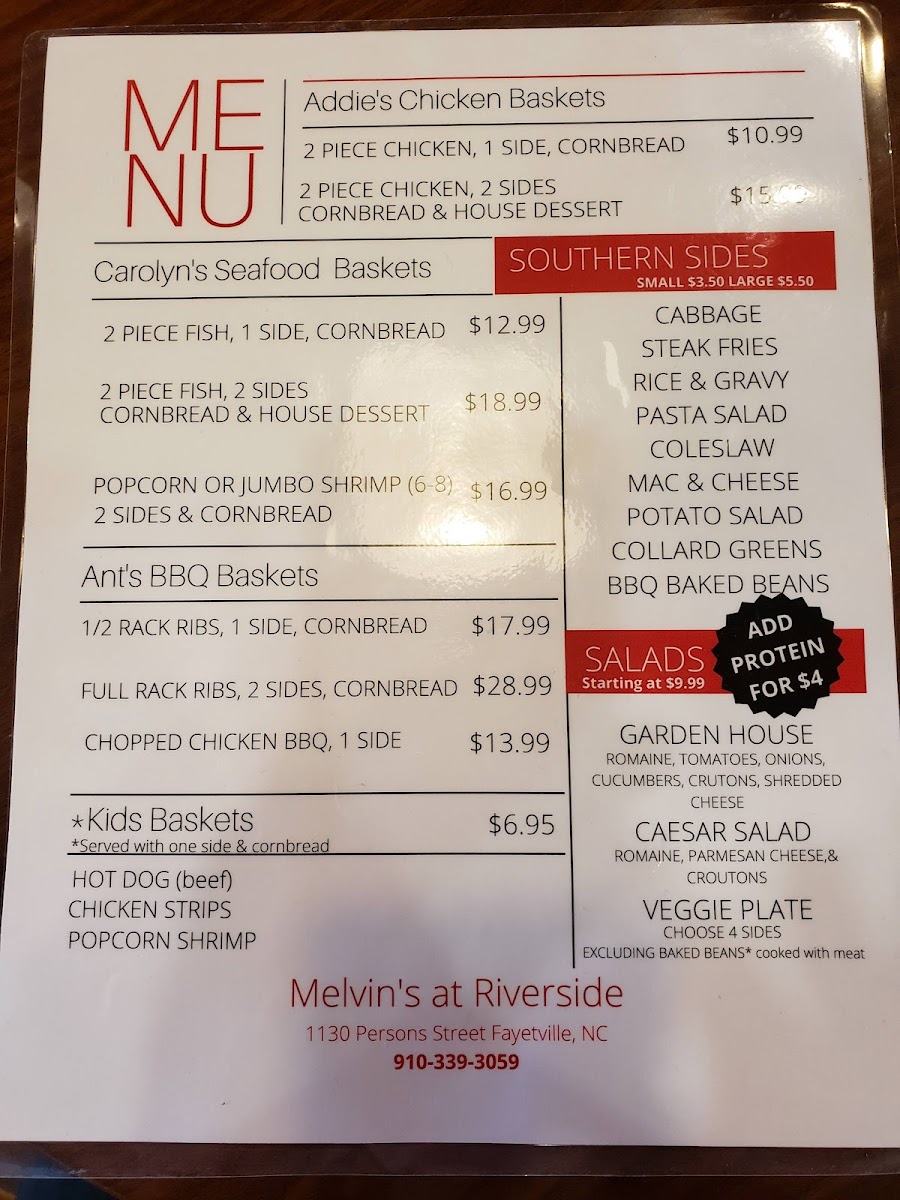 ME
NU
Addie's Chicken Baskets
2 PIECE CHICKEN, 1 SIDE, CORNBREAD $10.99
2 PIECE CHICKEN, 2 SIDES
CORNBREAD & HOUSE DESSERT
Carolyn's Seafood Baskets
2 PIECE FISH, 1 SIDE, CORNBREAD $12.99
2 PIECE FISH, 2 SIDES
CORNBREAD & HOUSE DESSERT $18.99
POPCORN OR JUMBO SHRIMP (6-8) $16.99
2 SIDES & CORNBREAD
Ant's BBQ Baskets
1/2 RACK RIBS, 1 SIDE, CORNBREAD $17.99
FULL RACK RIBS, 2 SIDES, CORNBREAD $28.99
CHOPPED CHICKEN BBQ, 1 SIDE $13.99
*Kids Baskets $6.95
*Served with one side & cornbread
HOT DOG (beef)
CHICKEN STRIPS
POPCORN SHRIMP
SOUTHERN SIDES
SMALL $3.50 LARGE $5.50
CABBAGE
STEAK FRIES
RICE & GRAVY
PASTA SALAD
COLESLAW
MAC & CHEESE
POTATO SALAD
COLLARD GREENS
BBQ BAKED BEANS
SALADS
Starting at $9.99
ADD
PROTEIN
FOR $4
GARDEN HOUSE
ROMAINE, TOMATOES, ONIONS,
CUCUMBERS, CRUTONS, SHREDDED
CHEESE
CAESAR SALAD
ROMAINE, PARMESAN CHEESE,&
CROUTONS
VEGGIE PLATE
CHOOSE 4 SIDES
EXCLUDING BAKED BEANS* cooked with meat
Melvin's at Riverside
1130 Persons Street Fayetville, NC
910-339-3059